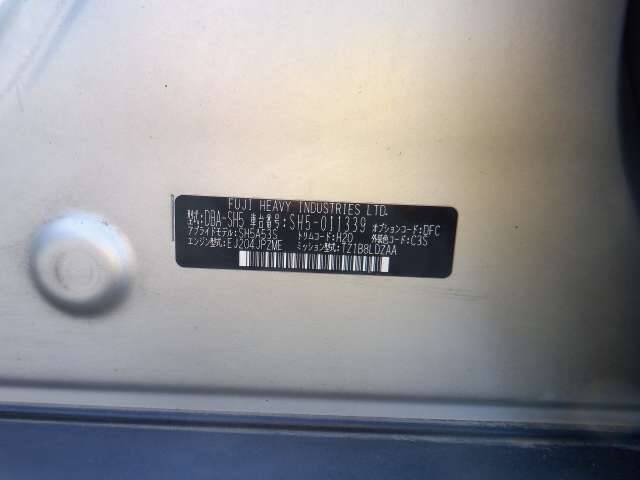 FUJI HEAVY INDUSTRIES LTD.
型式:DBA-SH5 車台番号:SH5-011339 オプションコード:DFC
アプライドモデル:SH5A53S トリムコード:H20 外装色コード:C3S
エンジン型式:EJ204JPZME ミッション型式:TZ1B8LDZAA